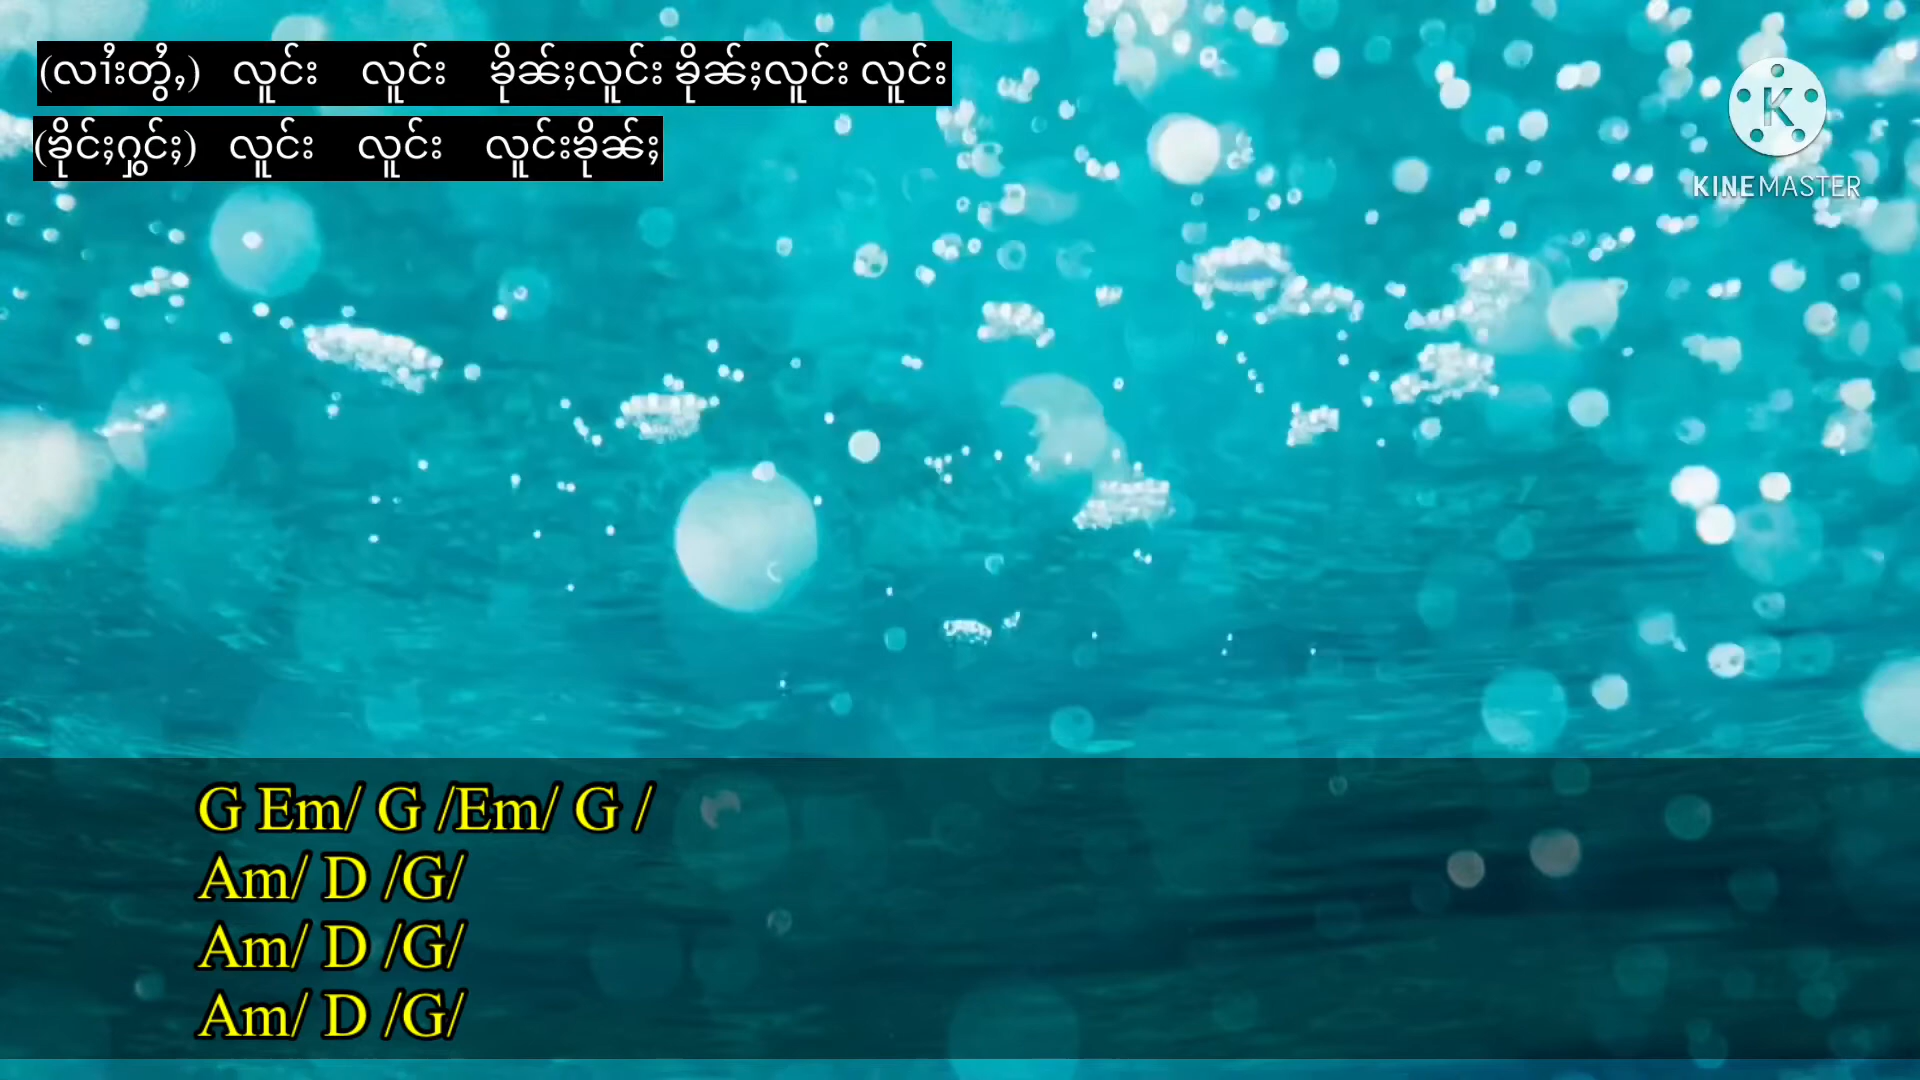 (လၢႆးတွႆႇ) လူင်း လူင်း ၶိုၼ်ႈလူင်း ၶိုၼ်ႈလူင်း လူင်း
(ၶိုင်ႈႁွင်ႈ) လူင်း လူင်း လူင်းၶိုၼ်ႈ
K
KINEMASTER
G Em/ G /Em/ G /
Am/ D /G/
Am/ D /G/
Am/ D /G/